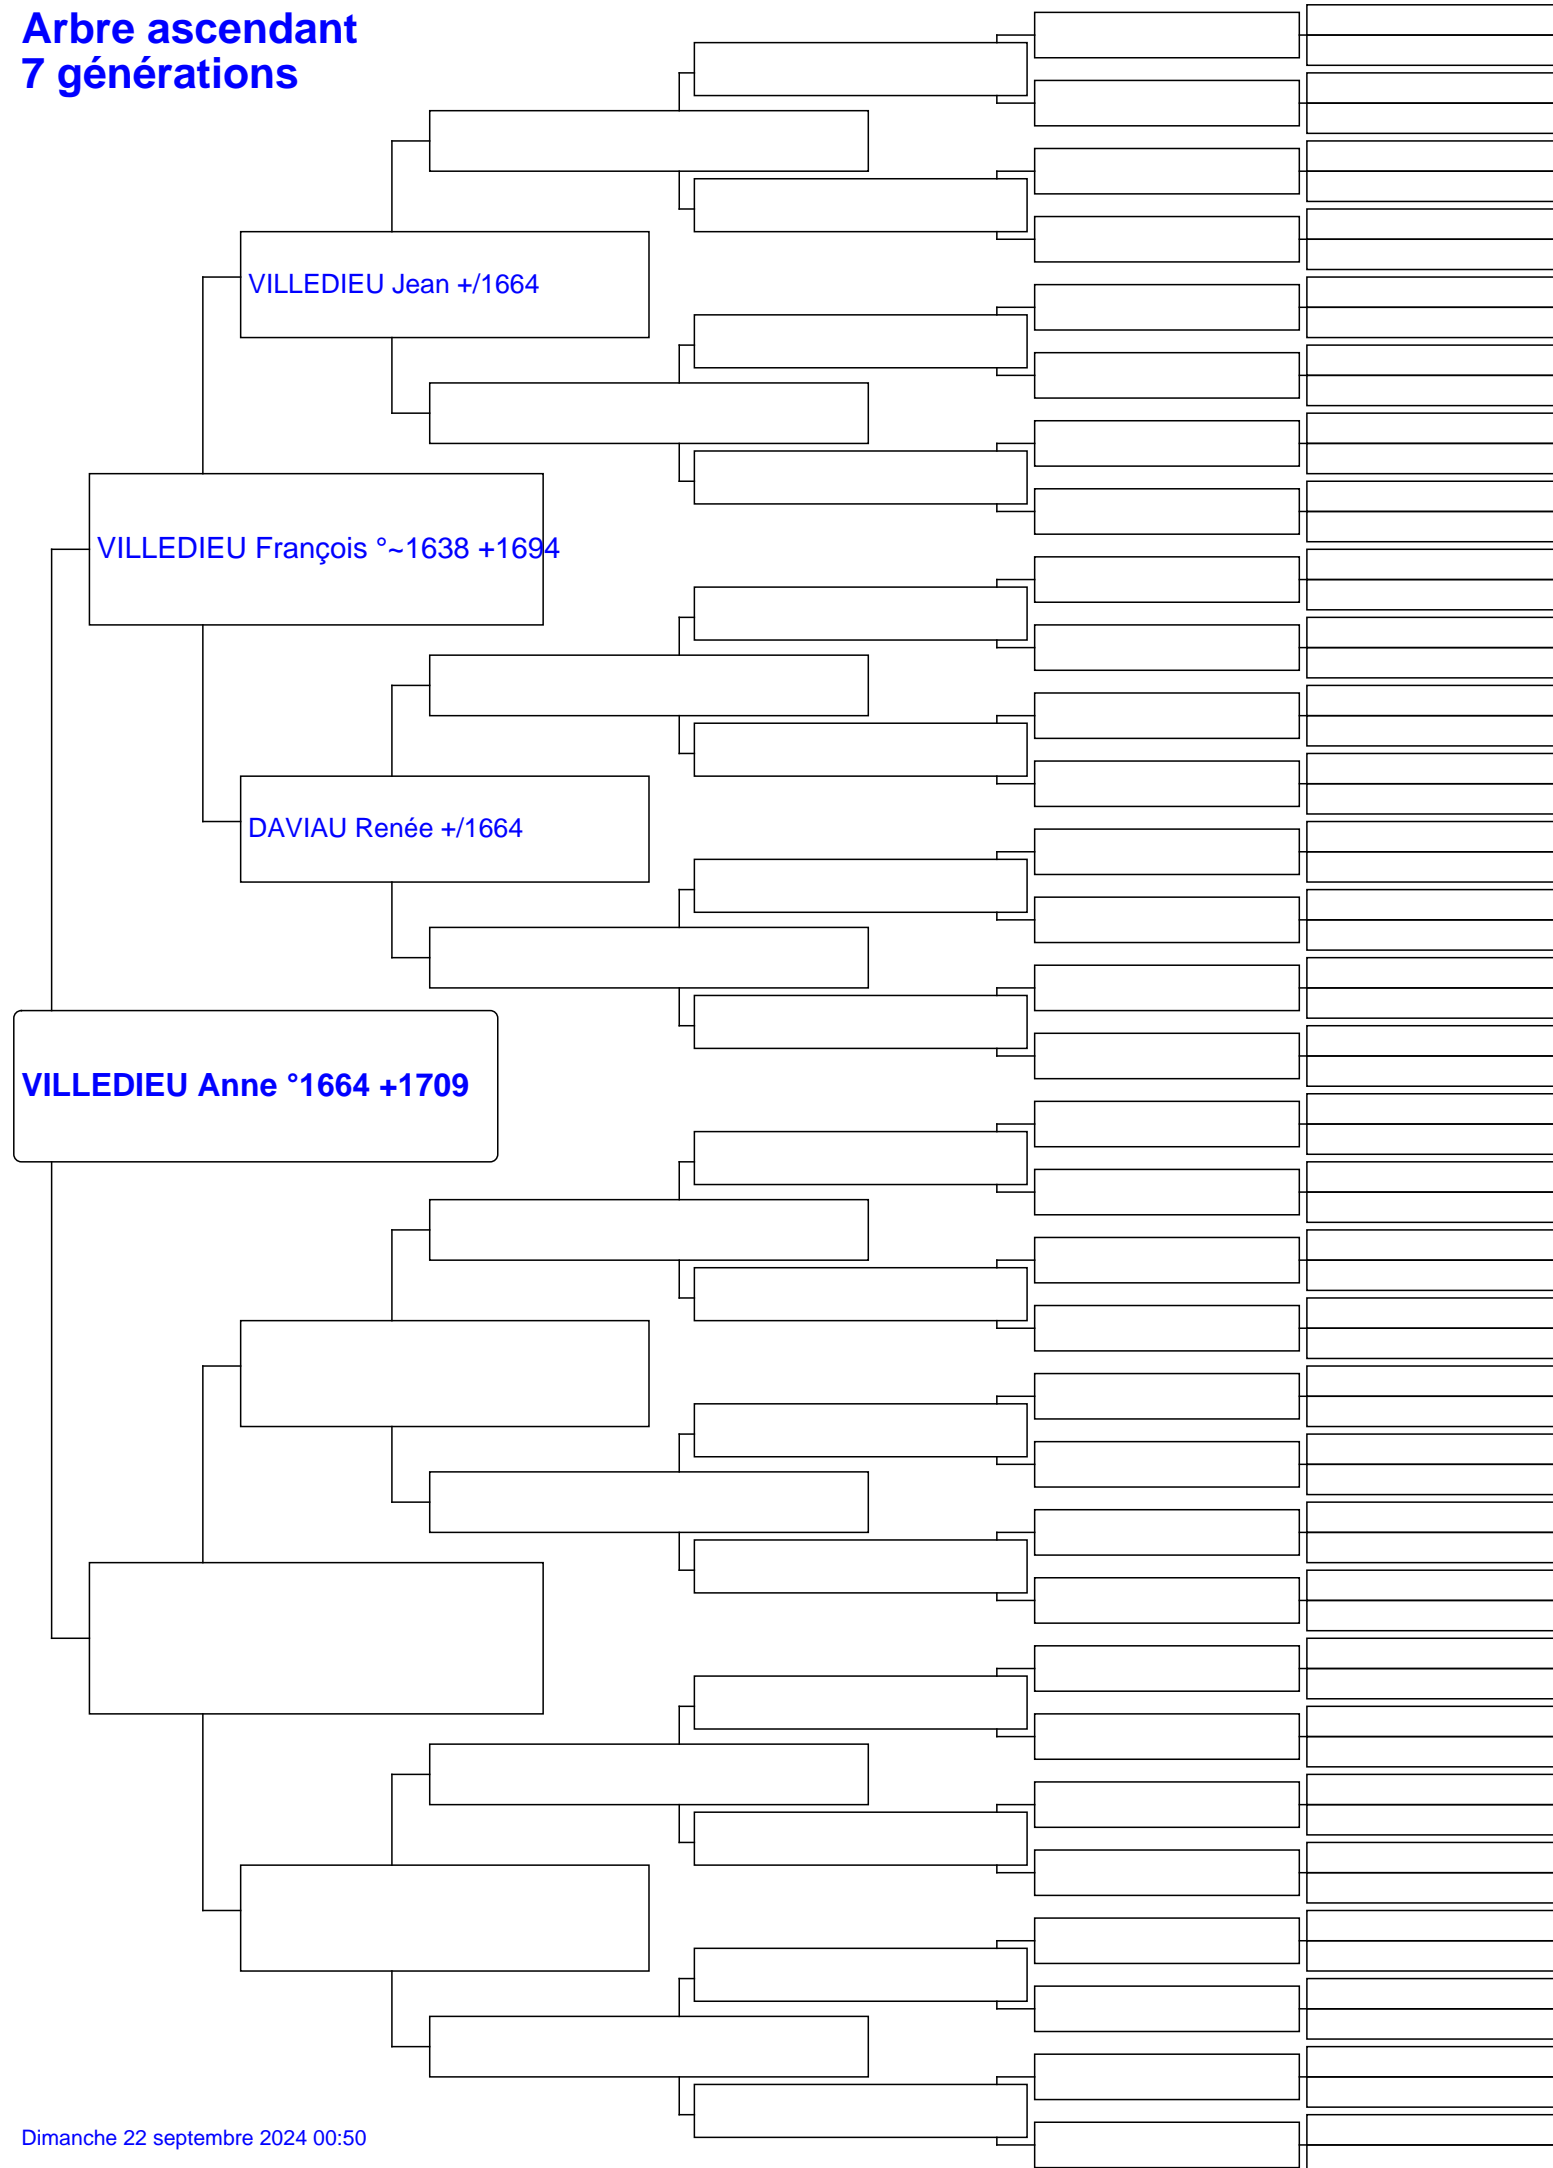 Arbre ascendant
7 générations
VILLEDIEU Jean +/1664
VILLEDIEU François °~1638 +1694
DAVIAU Renée +/1664
VILLEDIEU Anne °1664 +1709
Dimanche 22 septembre 2024 00:50